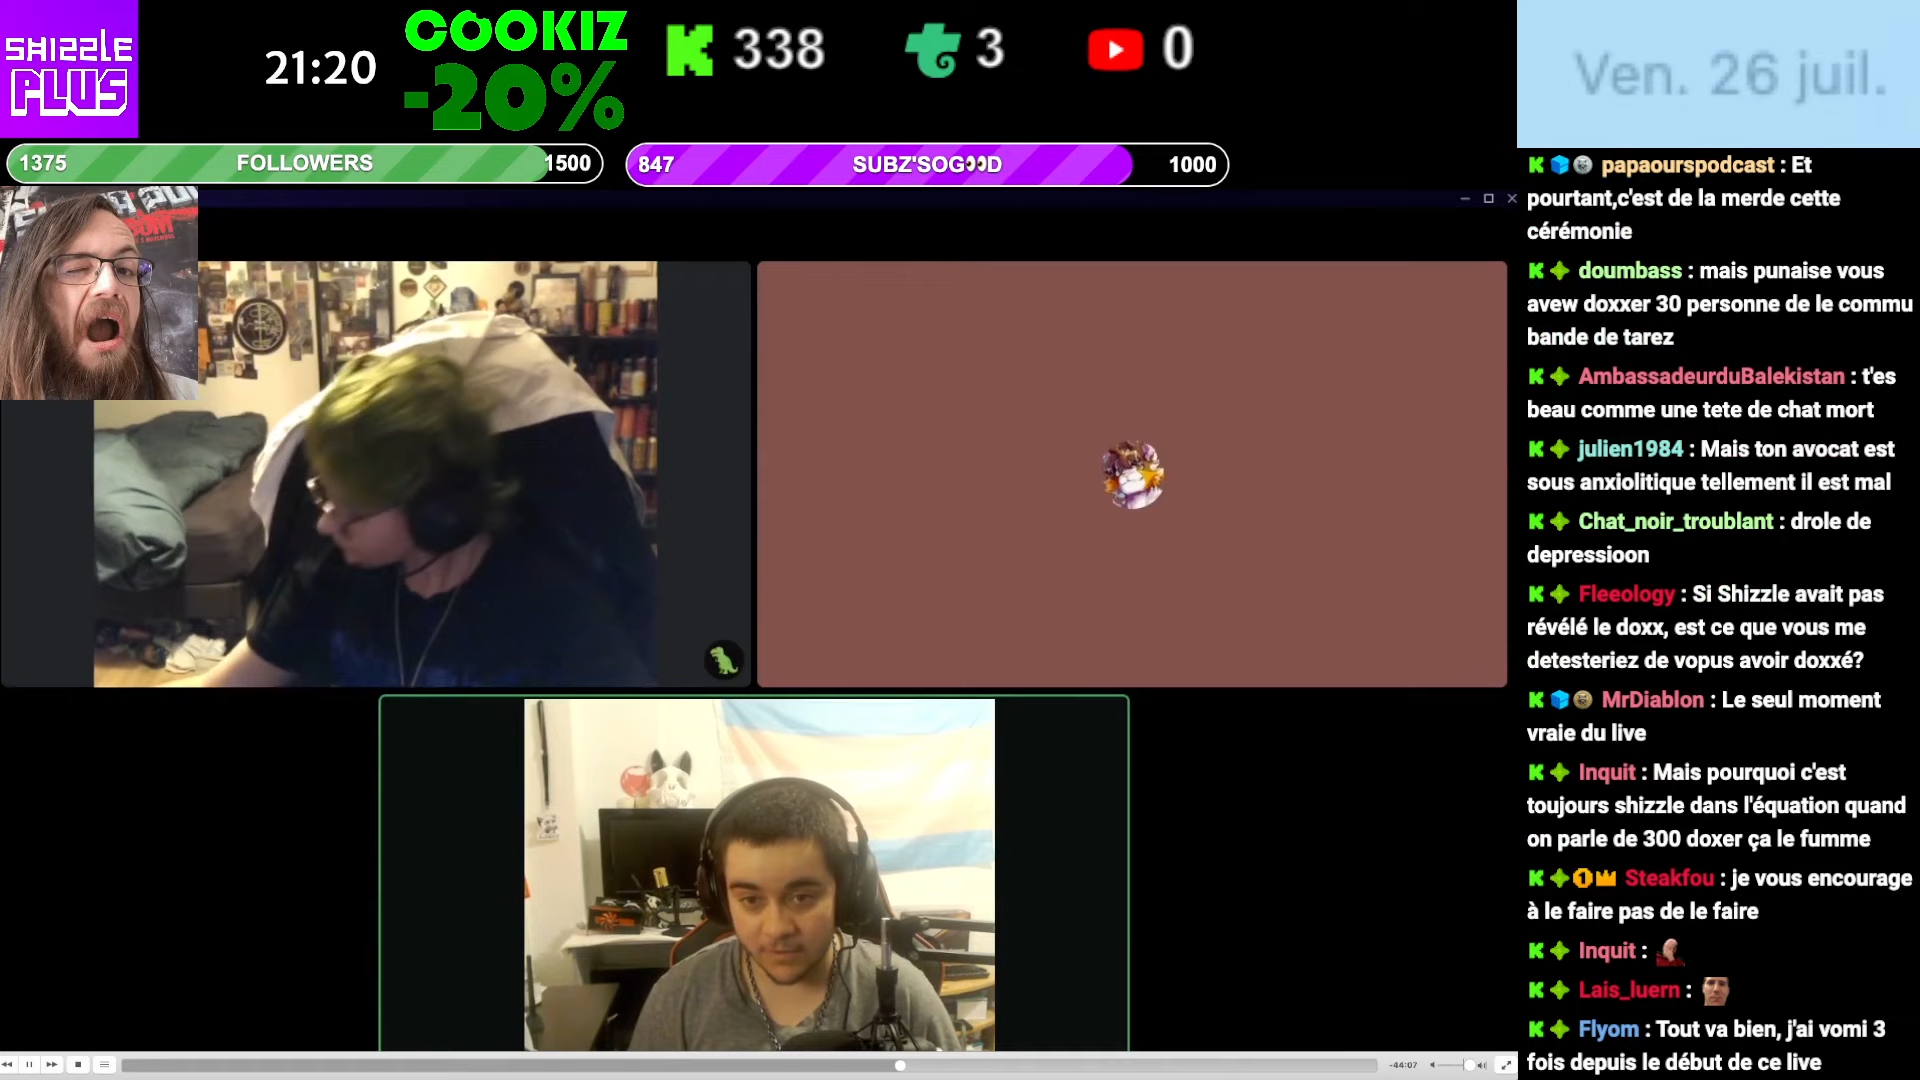 SHIZZLE
PLUS
21:20
COOKIZ
-20%
338
3
0
Ven. 26 juil.
1375 FOLLOWERS 1500
847 SUBZ'SOG👀D 1000
papaourspodcast : Et
pourtant,c'est de la merde cette
cérémonie
doumbass : mais punaise vous
avew doxxer 30 personne de le commu
bande de tarez
AmbassadeurduBalekistan : t'es
beau comme une tete de chat mort
julien1984 : Mais ton avocat est
sous anxiolitique tellement il est mal
Chat_noir_troublant : drole de
depressioon
Fleeology : Si Shizzle avait pas
révélé le doxx, est ce que vous me
detesteriez de vopus avoir doxxé?
MrDiablon : Le seul moment
vraie du live
Inquit : Mais pourquoi c'est
toujours shizzle dans l'équation quand
on parle de 300 doxer ça le fumme
Steakfou : je vous encourage
à le faire pas de le faire
Inquit :
Lais_luern :
Flyom : Tout va bien, j'ai vomi 3
fois depuis le début de ce live
-44:07